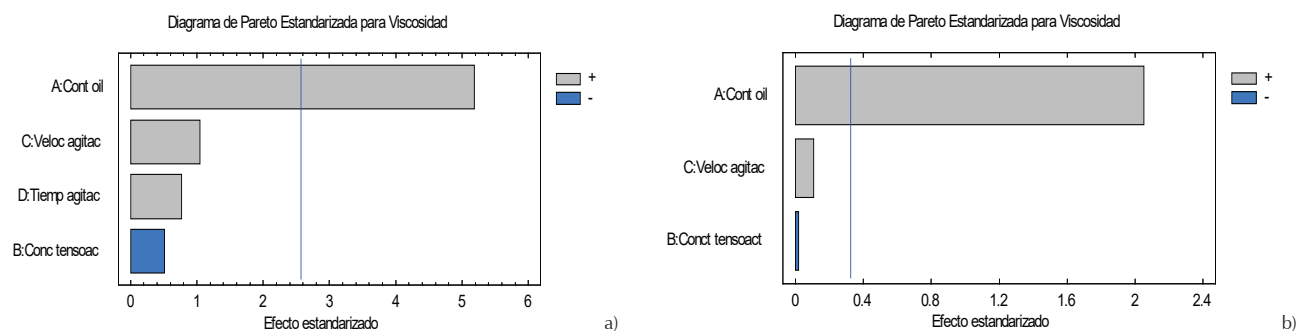 Diagrama de Pareto Estandarizada para Viscosidad
A:Cont oil
C:Veloc agitac
D:Tiemp agitac
B:Conc tensoac
+
-
0 1 2 3 4 5 6
Efecto estandarizado
a)
Diagrama de Pareto Estandarizada para Viscosidad
A:Cont oil
C:Veloc agitac
B:Conct tensoact
+
-
0 0.4 0.8 1.2 1.6 2 2.4
Efecto estandarizado
b)